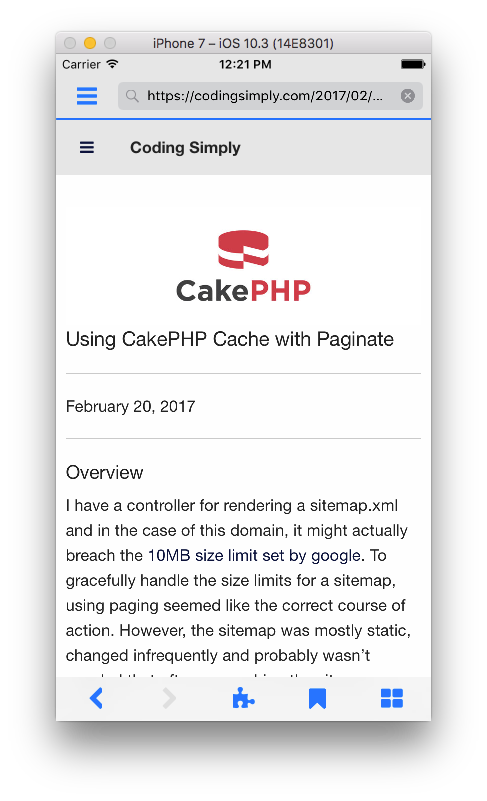 iPhone 7 – iOS 10.3 (14E8301)
Carrier 12:21 PM
https://codingsimply.com/2017/02/...
Coding Simply
CakePHP
Using CakePHP Cache with Paginate
February 20, 2017
Overview
I have a controller for rendering a sitemap.xml
and in the case of this domain, it might actually
breach the 10MB size limit set by google. To
gracefully handle the size limits for a sitemap,
using paging seemed like the correct course of
action. However, the sitemap was mostly static,
changed infrequently and probably wasn’t